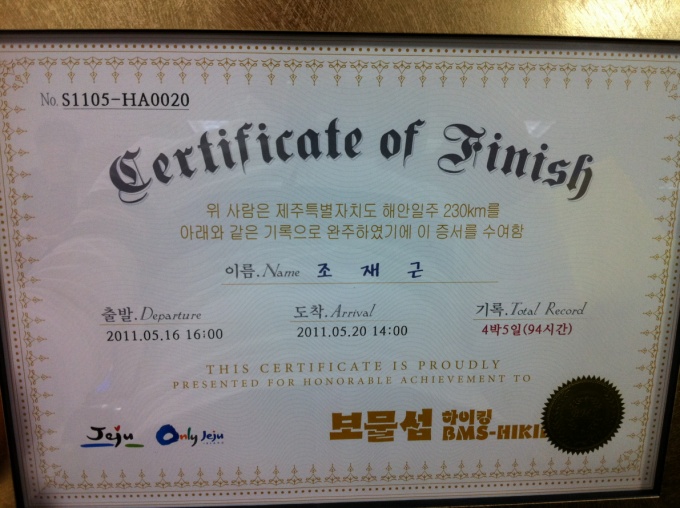 No. S1105-HA0020
Certificate of Finish
위 사람은 제주특별자치도 해안일주 230km를
아래와 같은 기록으로 완주하였기에 이 증서를 수여함
이름.Name 조 재 근
출발.Departure 도착.Arrival 기록.Total Record
2011.05.16 16:00 2011.05.20 14:00 4박5일(94시간)
THIS CERTIFICATE IS PROUDLY
PRESENTED FOR HONORABLE ACHIEVEMENT TO
Jeju Only Jeju 보물섬 하이킹
BMS-HIKI